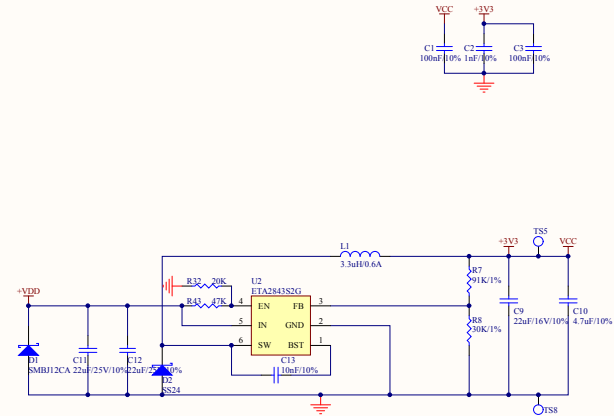 VCC
+3V3
C1
100nF/10%
C2
1nF/10%
C3
100nF/10%
TS5
L1
3.3uH/0.6A
+3V3
VCC
R7
91K/1%
R32
20K
U2
ETA2843S2G
+VDD
R43
47K
4
EN
FB
3
5
IN
GND
2
6
SW
BST
1
C9
22uF/16V/10%
C10
4.7uF/10%
R8
30K/1%
D1
SMBJ12CA
C11
22uF/25V/10%
C12
D2
SS24
C13
10nF/10%
TS8